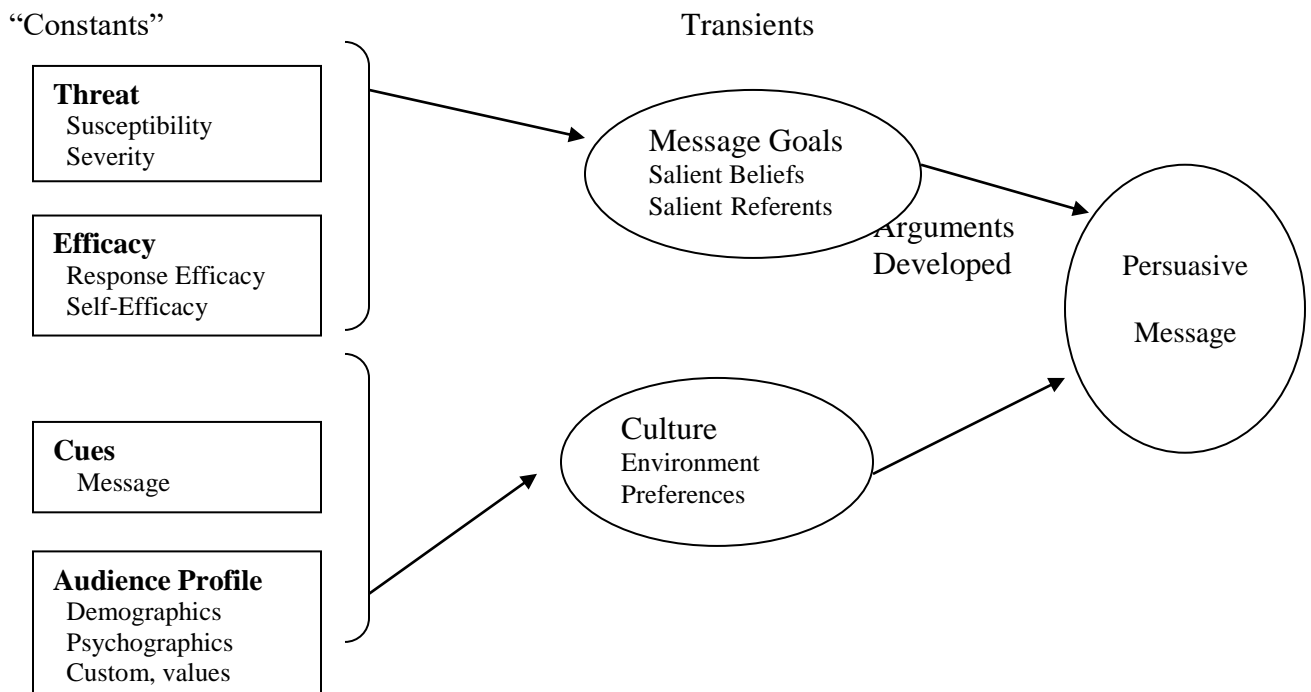 “Constants”
Transients
Threat
Susceptibility
Severity
Efficacy
Response Efficacy
Self-Efficacy
Cues
Message
Audience Profile
Demographics
Psychographics
Custom, values
Message Goals
Salient Beliefs
Salient Referents
Arguments
Developed
Culture
Environment
Preferences
Persuasive
Message